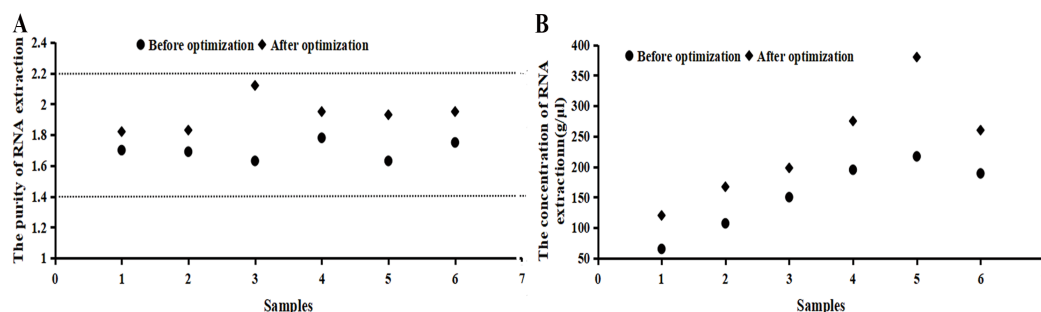 A
Before optimization After optimization
The purity of RNA extraction
2.4
2.2
2
1.8
1.6
1.4
1.2
1
0 1 2 3 4 5 6 7
Samples
B
Before optimization After optimization
The concentration of RNA
extractionn(g/μl)
400
350
300
250
200
150
100
50
0 1 2 3 4 5 6
Samples